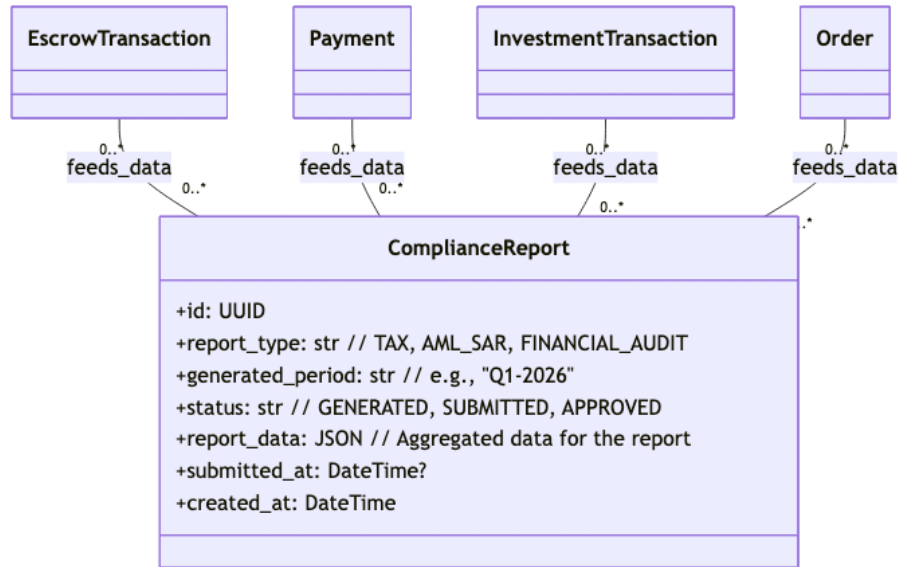 EscrowTransaction
Payment
InvestmentTransaction
Order
0..*
0..*
0..*
0..*
feeds_data
feeds_data
feeds_data
feeds_data
0..*
0..*
0..*
..*
ComplianceReport
+id: UUID
+report_type: str // TAX, AML_SAR, FINANCIAL_AUDIT
+generated_period: str // e.g., "Q1-2026"
+status: str // GENERATED, SUBMITTED, APPROVED
+report_data: JSON // Aggregated data for the report
+submitted_at: DateTime?
+created_at: DateTime